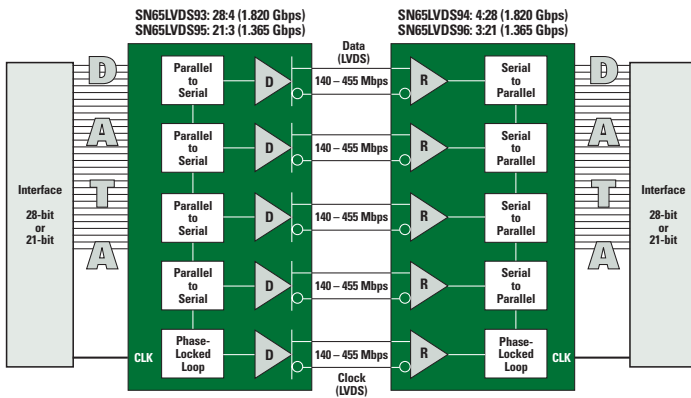 SN65LVDS93: 28:4 (1.820 Gbps)
SN65LVDS95: 21:3 (1.365 Gbps)
SN65LVDS94: 4:28 (1.820 Gbps)
SN65LVDS96: 3:21 (1.365 Gbps)
Data
(LVDS)
Interface
28-bit
or
21-bit
D
A
T
A
Parallel
to
Serial
D
140 – 455 Mbps
R
Serial
to
Parallel
Parallel
to
Serial
D
140 – 455 Mbps
R
Serial
to
Parallel
Parallel
to
Serial
D
140 – 455 Mbps
R
Serial
to
Parallel
Parallel
to
Serial
D
140 – 455 Mbps
R
Serial
to
Parallel
CLK
Phase-
Locked
Loop
D
140 – 455 Mbps
R
Phase-
Locked
Loop
CLK
Clock
(LVDS)
D
A
T
A
Interface
28-bit
or
21-bit